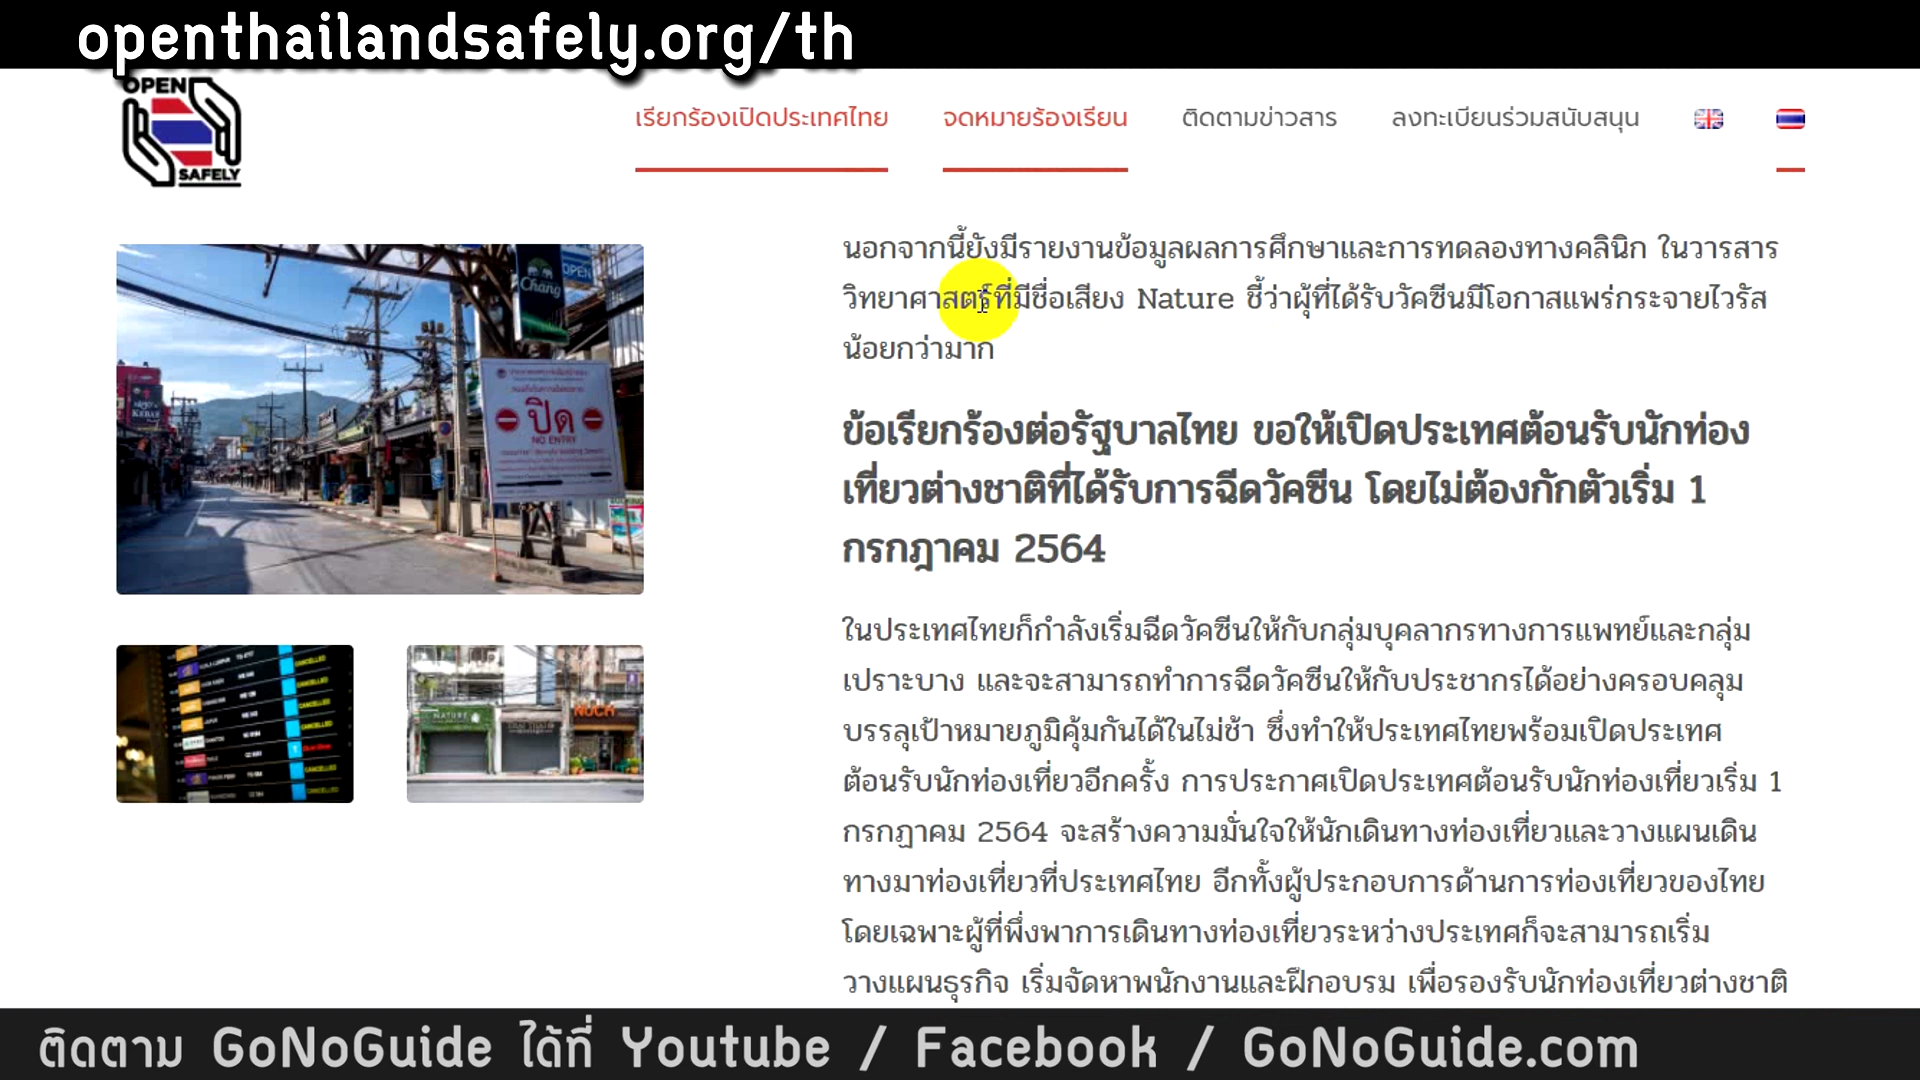 openthailandsafely.org/th
OPEN
SAFELY
เรียกร้องเปิดประเทศไทย
จดหมายร้องเรียน
ติดตามข่าวสาร
ลงทะเบียนร่วมสนับสนุน
นอกจากนี้ยังมีรายงานข้อมูลผลการศึกษาและการทดลองทางคลินิก ในวารสาร
วิทยาศาสตร์ที่มีชื่อเสียง Nature ชี้ว่าผุ้ที่ได้รับวัคซีนมีโอกาสแพร่กระจายไวรัส
น้อยกว่ามาก
ข้อเรียกร้องต่อรัฐบาลไทย ขอให้เปิดประเทศต้อนรับนักท่อง
เที่ยวต่างชาติที่ได้รับการฉีดวัคซีน โดยไม่ต้องกักตัวเริ่ม 1
กรกฎาคม 2564
ในประเทศไทยก็กำลังเริ่มฉีดวัคซีนให้กับกลุ่มบุคลากรทางการแพทย์และกลุ่ม
เปราะบาง และจะสามารถทำการฉีดวัคซีนให้กับประชากรได้อย่างครอบคลุม
บรรลุเป้าหมายภูมิคุ้มกันได้ในไม่ช้า ซึ่งทำให้ประเทศไทยพร้อมเปิดประเทศ
ต้อนรับนักท่องเที่ยวอีกครั้ง การประกาศเปิดประเทศต้อนรับนักท่องเที่ยวเริ่ม 1
กรกฏาคม 2564 จะสร้างความมั่นใจให้นักเดินทางท่องเที่ยวและวางแผนเดิน
ทางมาท่องเที่ยวที่ประเทศไทย อีกทั้งผู้ประกอบการด้านการท่องเที่ยวของไทย
โดยเฉพาะผู้ที่พึ่งพาการเดินทางท่องเที่ยวระหว่างประเทศก็จะสามารถเริ่ม
วางแผนธุรกิจ เริ่มจัดหาพนักงานและฝึกอบรม เพื่อรองรับนักท่องเที่ยวต่างชาติ
Chang
OPEN
ปิด
NO ENTRY
KEBAB
NATURE
NUCH
CANCELLED
CANCELLED
CANCELLED
CANCELLED
CANCELLED
CANCELLED
ติดตาม GoNoGuide ได้ที่ Youtube / Facebook / GoNoGuide.com